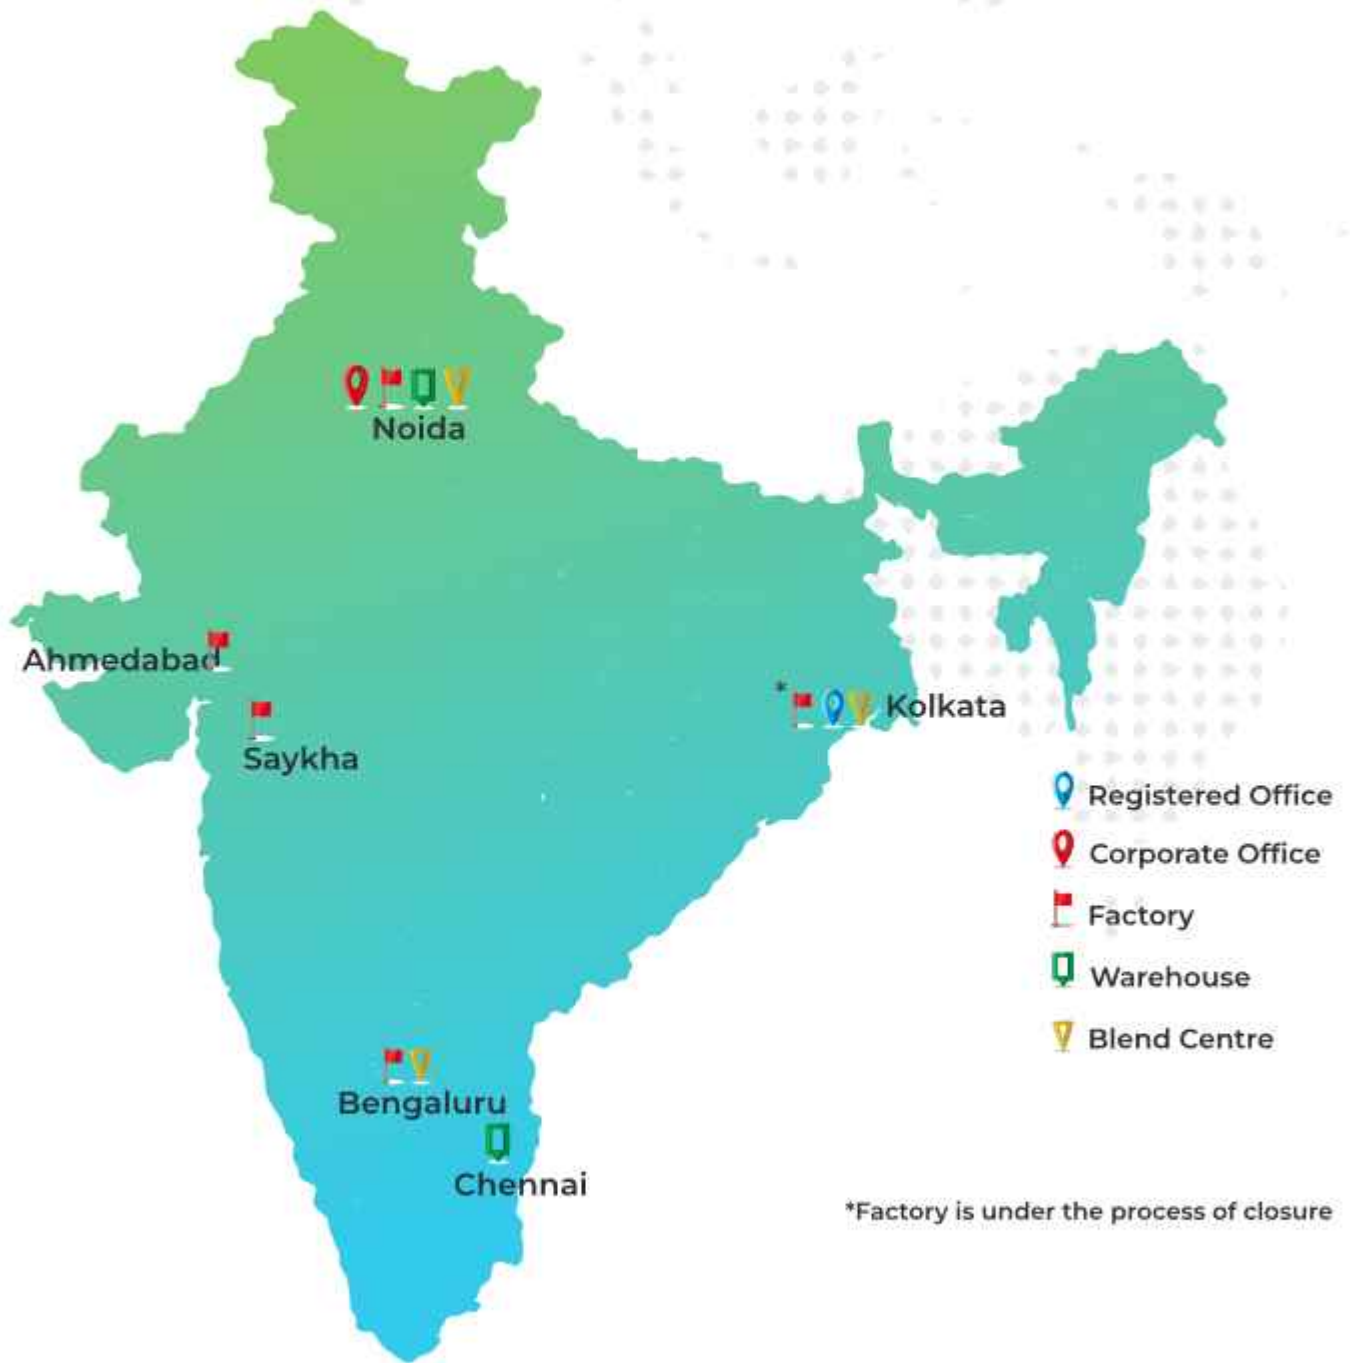 Noida
Ahmedabad
Saykha
* Kolkata
Registered Office
Corporate Office
Factory
Warehouse
Blend Centre
Bengaluru
Chennai
*Factory is under the process of closure